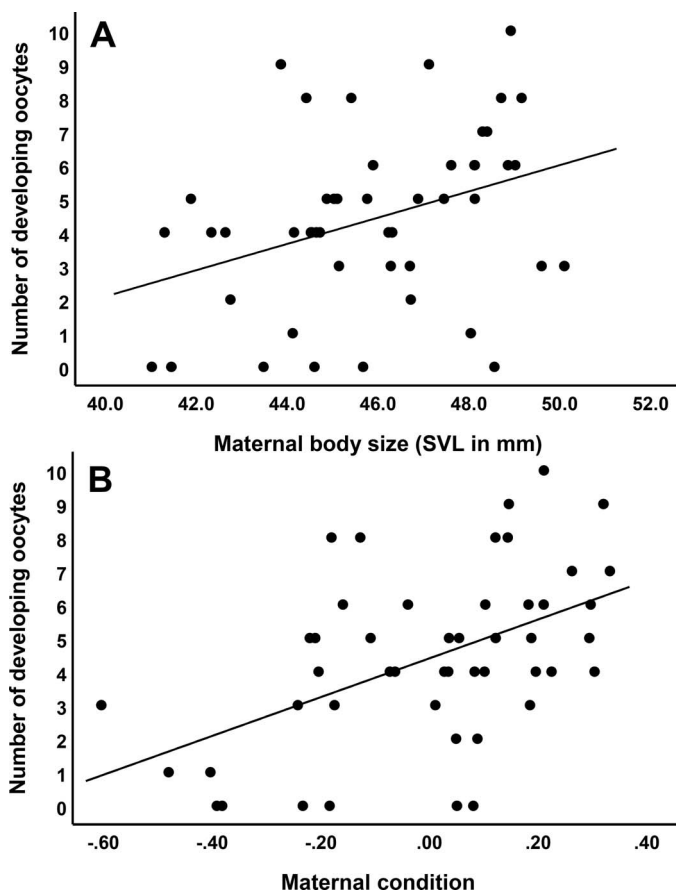 A
Number of developing oocytes
10
9
8
7
6
5
4
3
2
1
0
40.0 42.0 44.0 46.0 48.0 50.0 52.0
Maternal body size (SVL in mm)
B
Number of developing oocytes
10
9
8
7
6
5
4
3
2
1
0
-.60 -.40 -.20 .00 .20 .40
Maternal condition